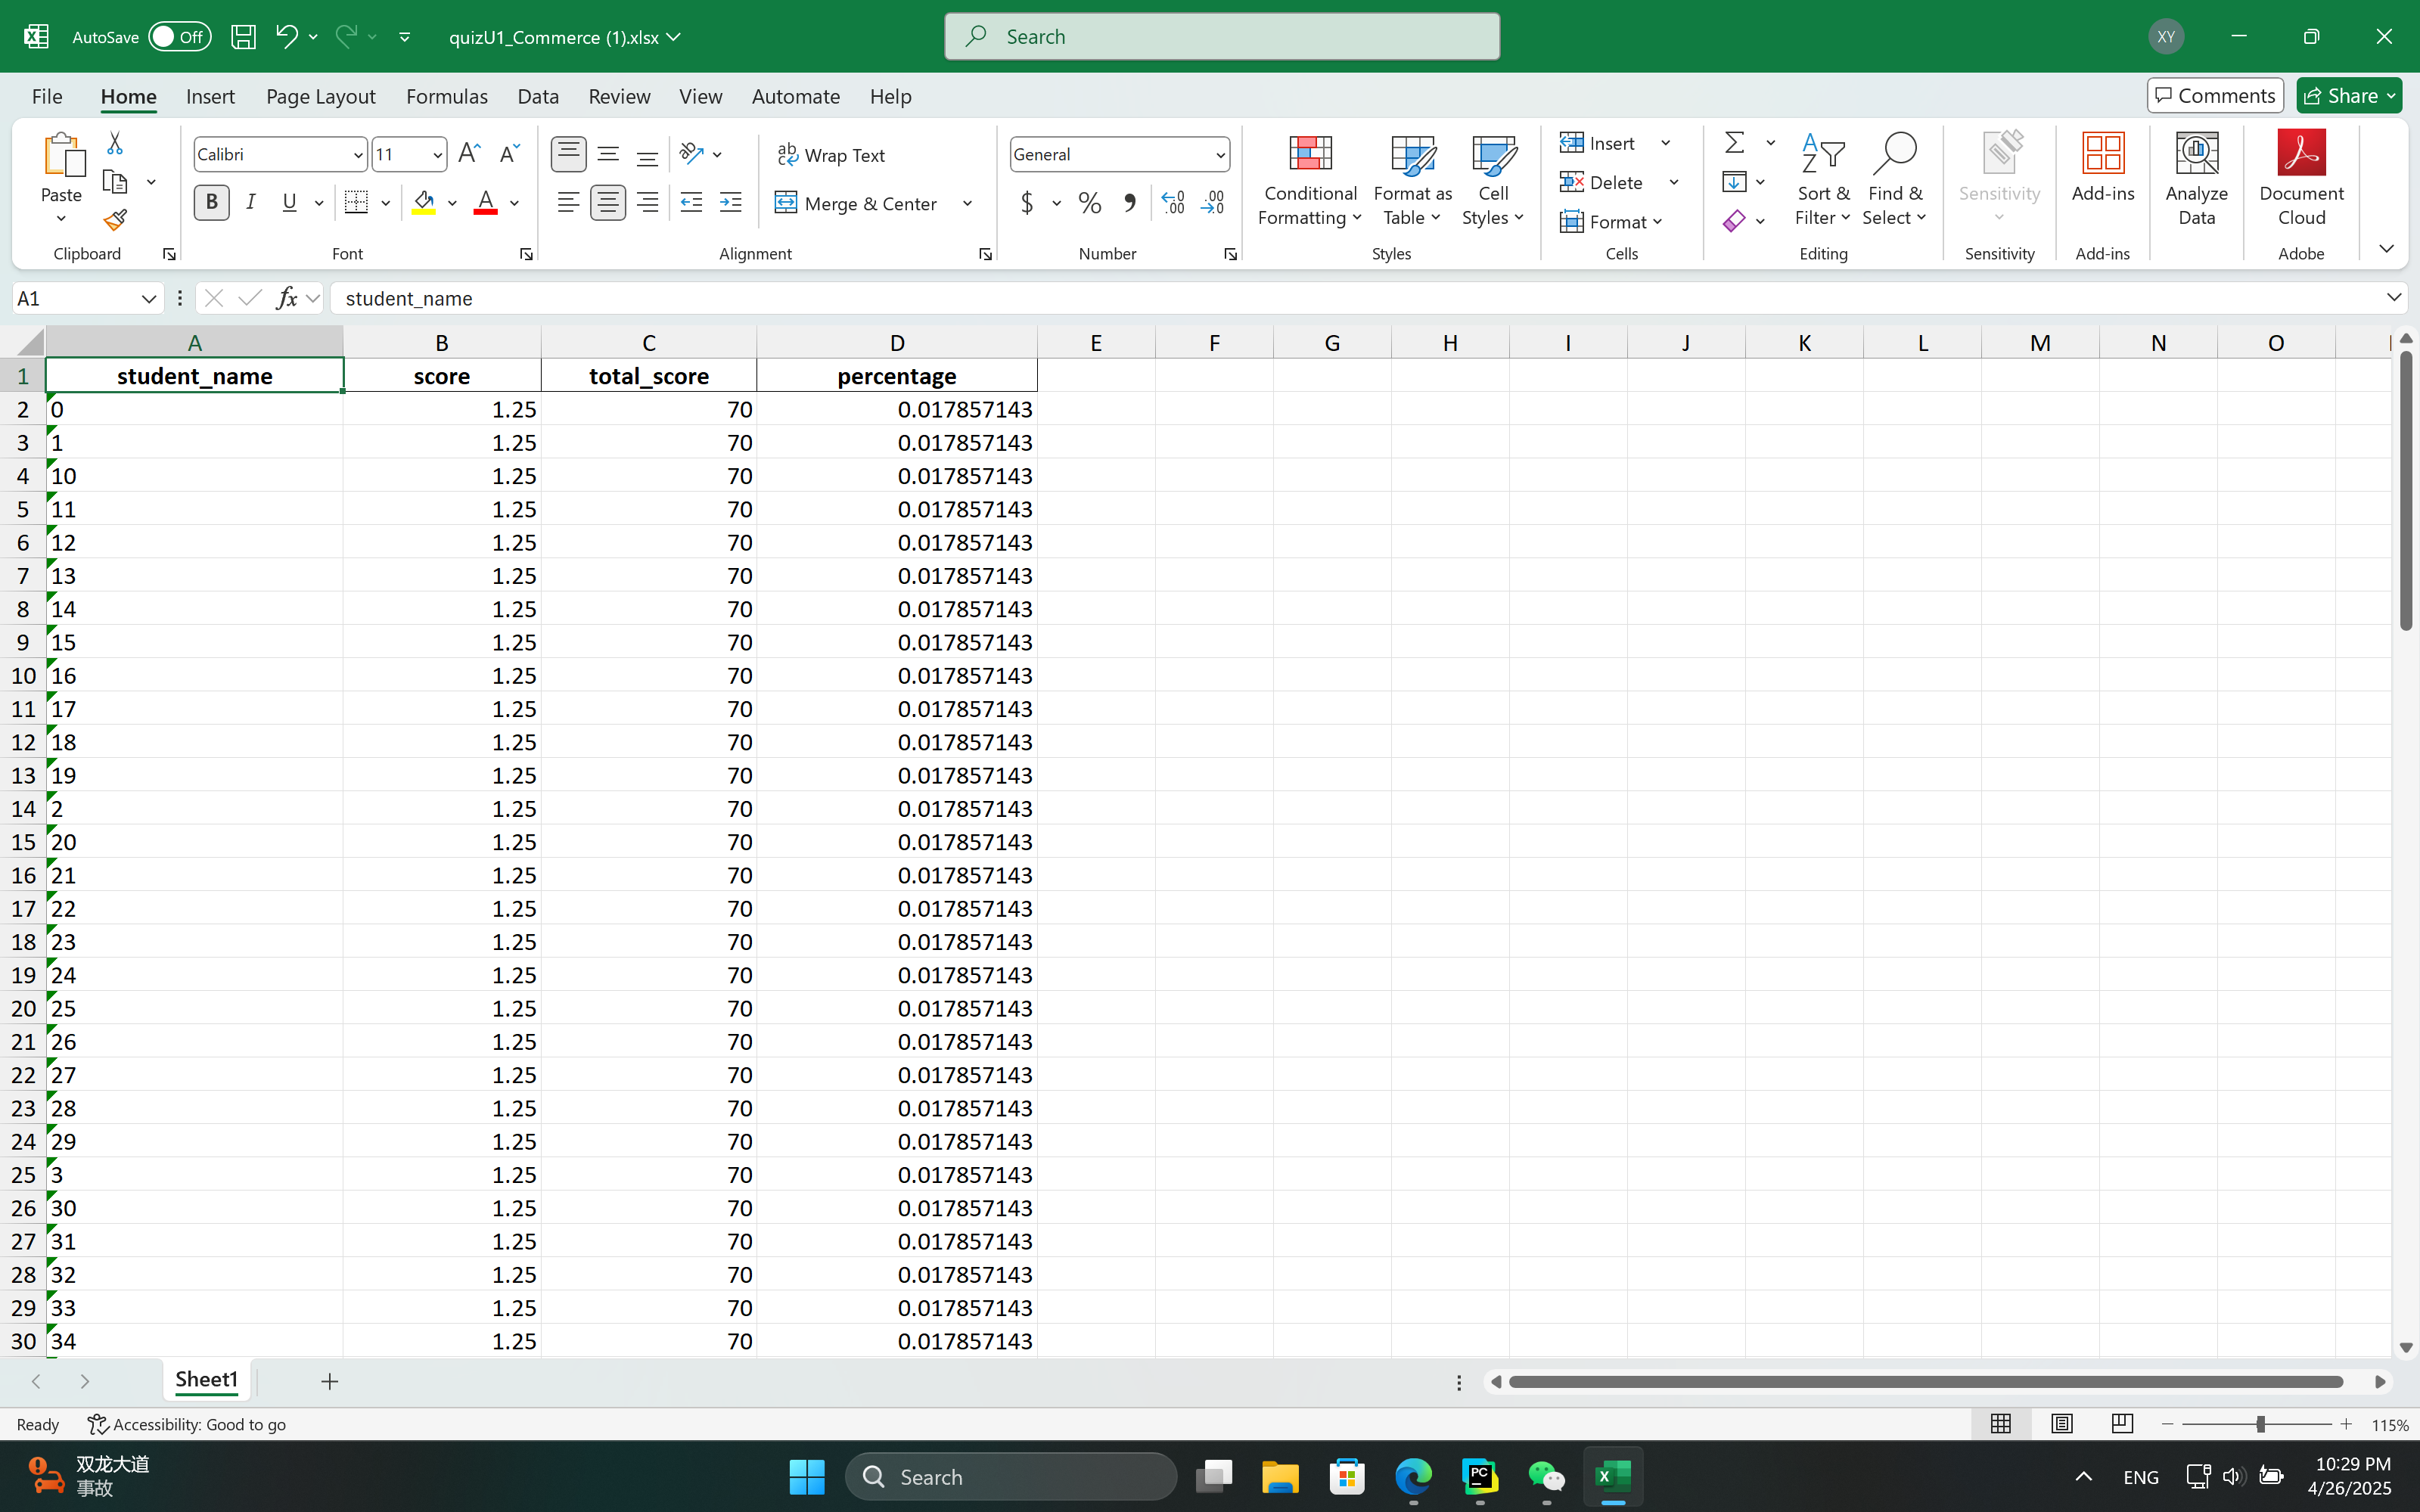 AutoSave Off quizU1_Commerce (1).xlsx Search XY
File Home Insert Page Layout Formulas Data Review View Automate Help Comments Share
Paste Calibri 11 Wrap Text General Conditional Formatting Format as Table Cell Styles Insert Sort & Filter Find & Select Sensitivity Add-ins Analyze Data Document Cloud
B I U Merge & Center $ % Delete
Format
Clipboard Font Alignment Number Styles Cells Editing Sensitivity Add-ins Adobe
A1 fx student_name
A B C D E F G H I J K L M N O
1 student_name score total_score percentage
2 0 1.25 70 0.017857143
3 1 1.25 70 0.017857143
4 10 1.25 70 0.017857143
5 11 1.25 70 0.017857143
6 12 1.25 70 0.017857143
7 13 1.25 70 0.017857143
8 14 1.25 70 0.017857143
9 15 1.25 70 0.017857143
10 16 1.25 70 0.017857143
11 17 1.25 70 0.017857143
12 18 1.25 70 0.017857143
13 19 1.25 70 0.017857143
14 2 1.25 70 0.017857143
15 20 1.25 70 0.017857143
16 21 1.25 70 0.017857143
17 22 1.25 70 0.017857143
18 23 1.25 70 0.017857143
19 24 1.25 70 0.017857143
20 25 1.25 70 0.017857143
21 26 1.25 70 0.017857143
22 27 1.25 70 0.017857143
23 28 1.25 70 0.017857143
24 29 1.25 70 0.017857143
25 3 1.25 70 0.017857143
26 30 1.25 70 0.017857143
27 31 1.25 70 0.017857143
28 32 1.25 70 0.017857143
29 33 1.25 70 0.017857143
30 34 1.25 70 0.017857143
Sheet1
Ready Accessibility: Good to go 115%
双龙大道 Search ENG 10:29 PM
事故 4/26/2025